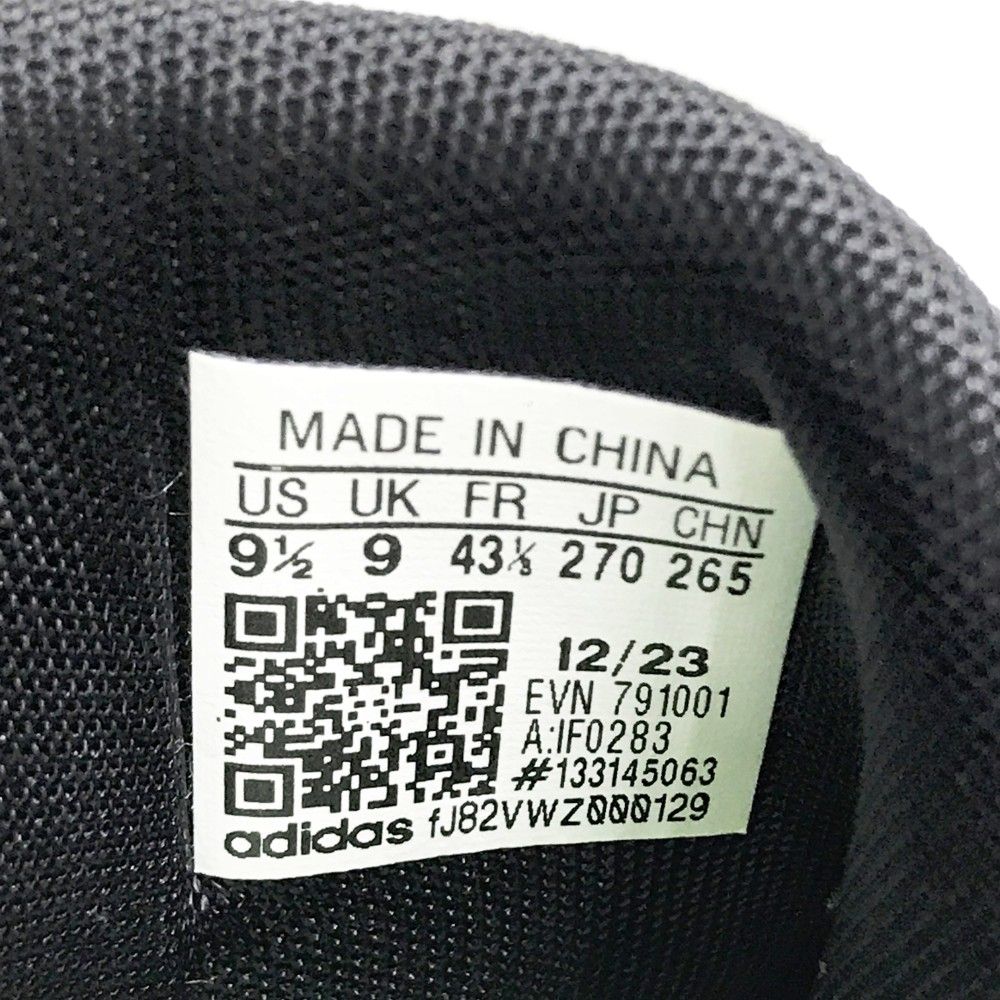 MADE IN CHINA
US UK FR JP CHN
9½ 9 43⅓ 270 265
12/23
EVN 791001
A:IF0283
#133145063
adidas fJ82VWZ000129